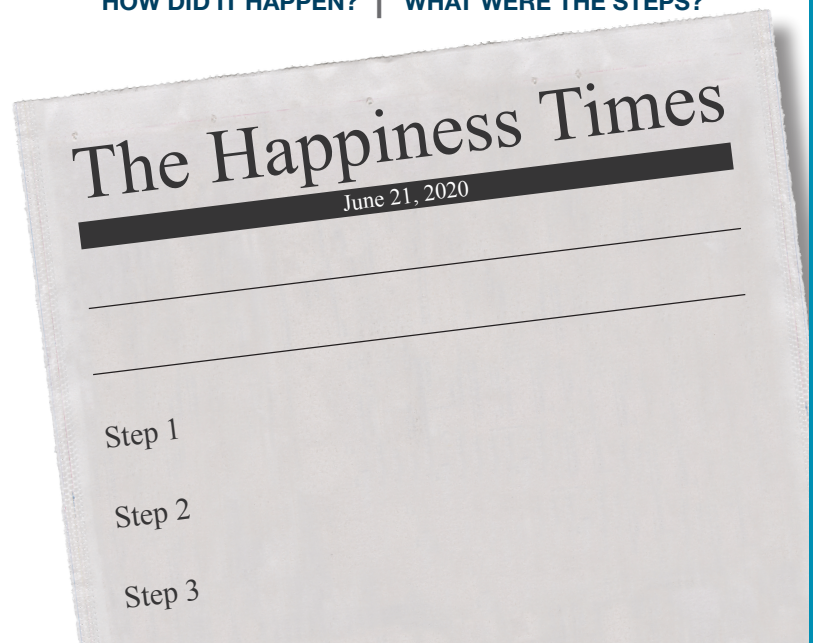 HOW DID IT HAPPEN? | WHAT WERE THE STEPS?
The Happiness Times
June 21, 2020
Step 1
Step 2
Step 3